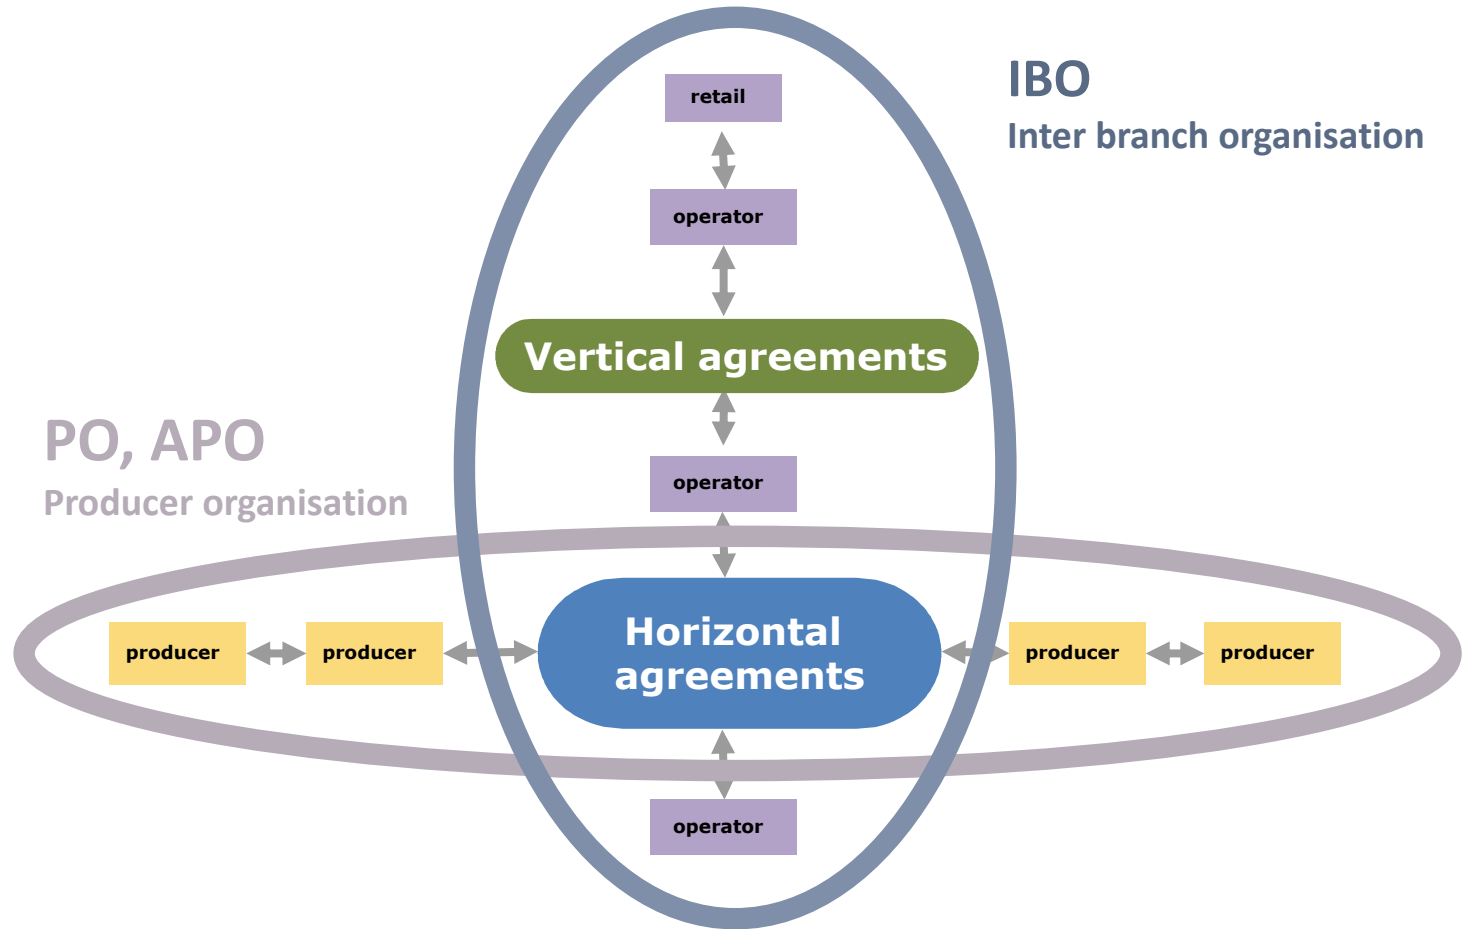 retail
IBO
Inter branch organisation
operator
Vertical agreements
PO, APO
Producer organisation
operator
producer
producer
Horizontal
agreements
producer
producer
operator